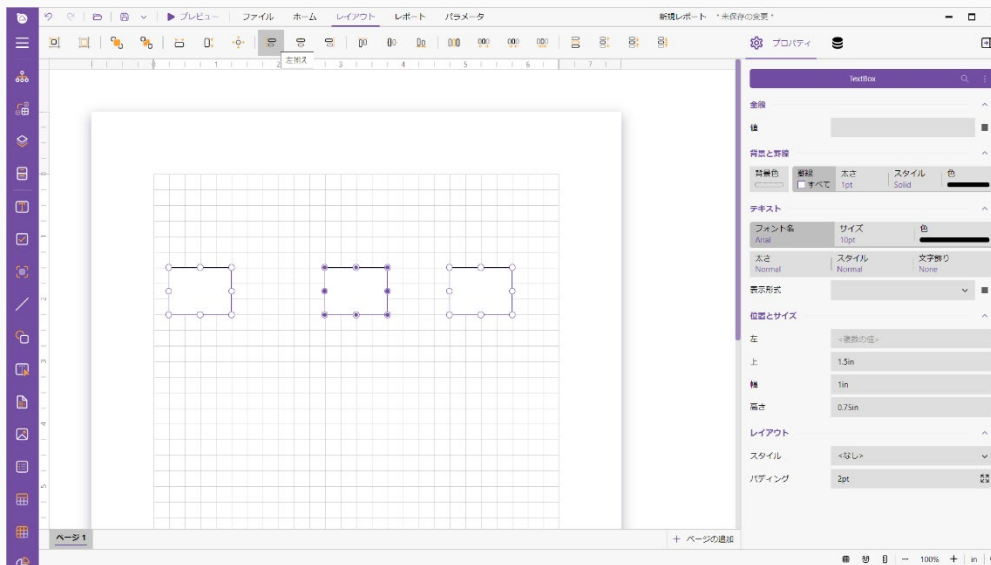 プレビュー ファイル ホーム レイアウト レポート パラメータ 新規レポート *未保存の変更*
プロパティ
左揃え
1 2 3 4 5 6 7
TextBox
全般
値
背景と罫線
背景色 罫線 太さ スタイル 色
すべて 1pt Solid
テキスト
フォント名 サイズ 色
Arial 10pt
太さ スタイル 文字飾り
Normal Normal None
表示形式
位置とサイズ
左 <複数の値>
上 1.5in
幅 1in
高さ 0.75in
レイアウト
スタイル <なし>
パディング 2pt
ページ 1 + ページの追加
100% + in